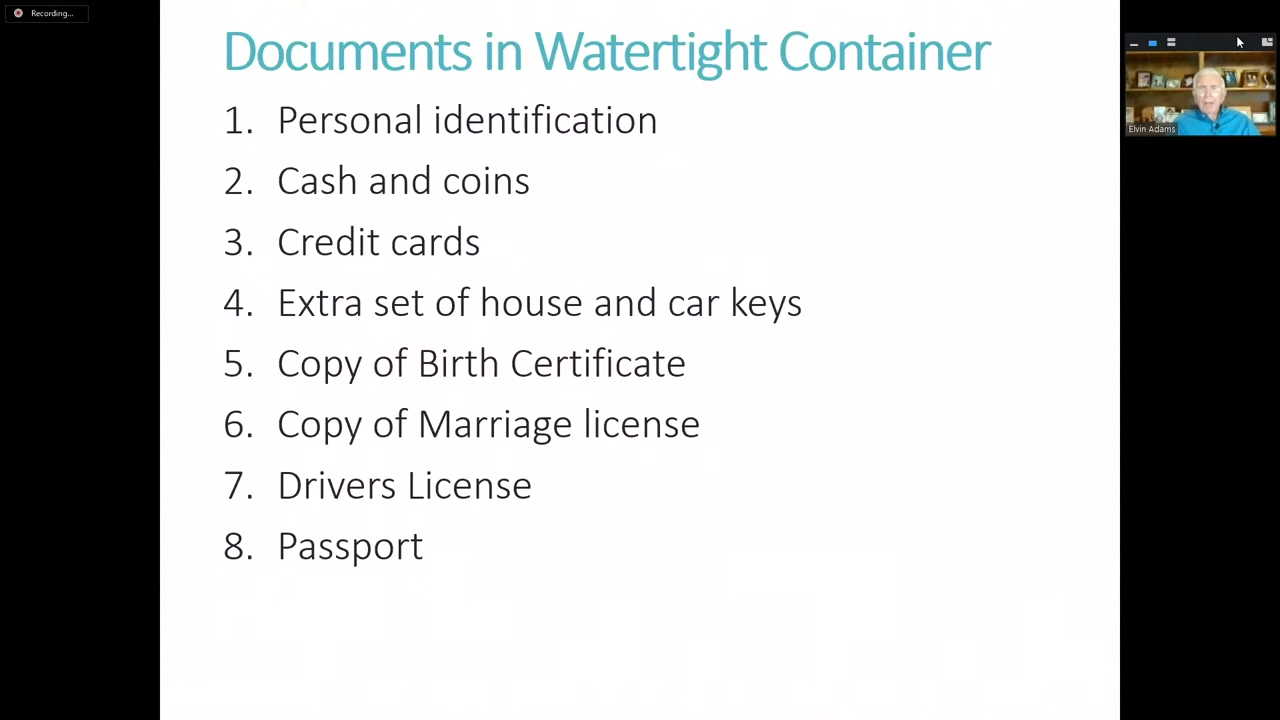 Recording...
Documents in Watertight Container
1. Personal identification
2. Cash and coins
3. Credit cards
4. Extra set of house and car keys
5. Copy of Birth Certificate
6. Copy of Marriage license
7. Drivers License
8. Passport
Elvin Adams